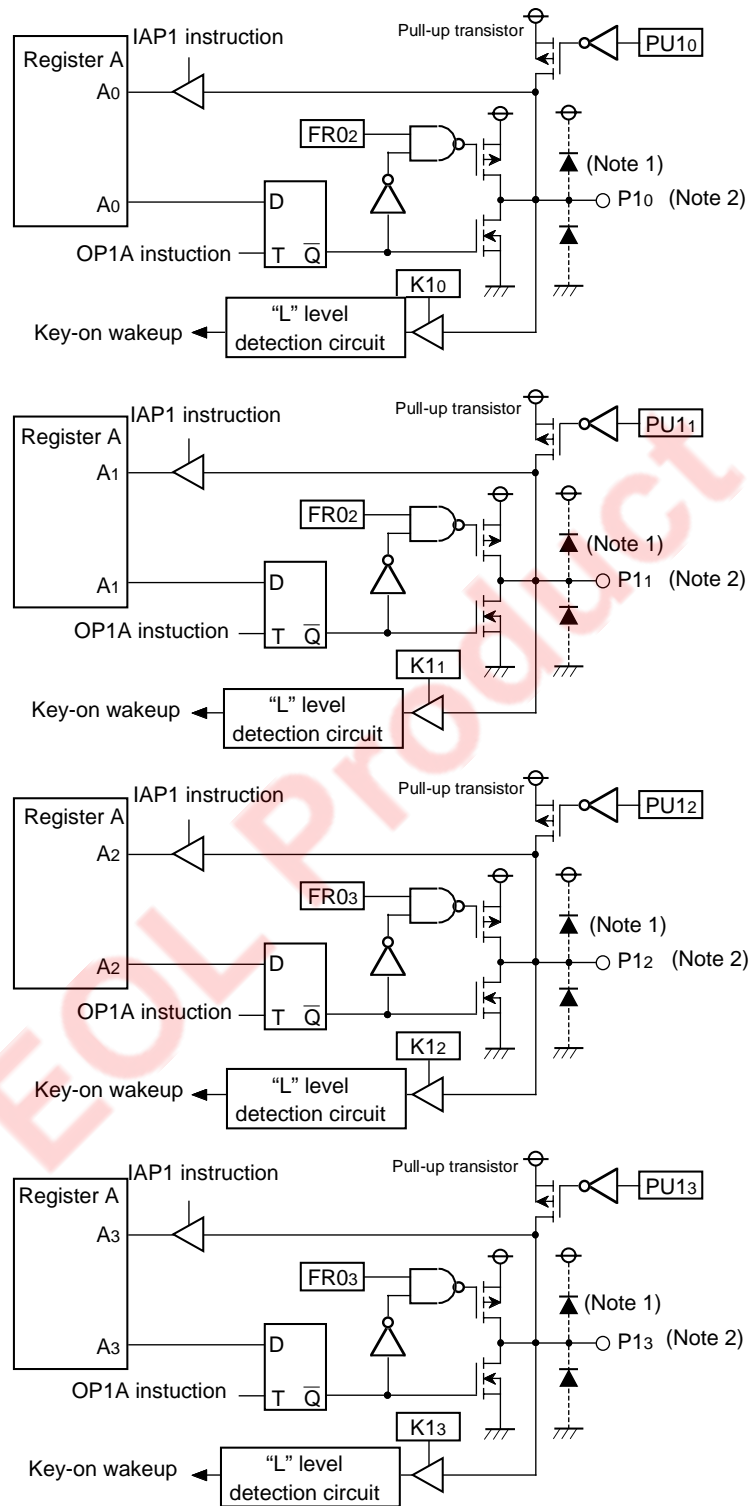 IAP1 instruction
Pull-up transistor
Register A
PU10
A0
FR02
(Note 1)
A0
D
P10 (Note 2)
OP1A instuction
T Q
K10
Key-on wakeup
“L” level
detection circuit
IAP1 instruction
Pull-up transistor
Register A
PU11
A1
FR02
(Note 1)
A1
D
P11 (Note 2)
OP1A instuction
T Q
K11
Key-on wakeup
“L” level
detection circuit
IAP1 instruction
Pull-up transistor
Register A
PU12
A2
FR03
(Note 1)
A2
D
P12 (Note 2)
OP1A instuction
T Q
K12
Key-on wakeup
“L” level
detection circuit
IAP1 instruction
Pull-up transistor
Register A
PU13
A3
FR03
(Note 1)
A3
D
P13 (Note 2)
OP1A instuction
T Q
K13
Key-on wakeup
“L” level
detection circuit
EOL Product